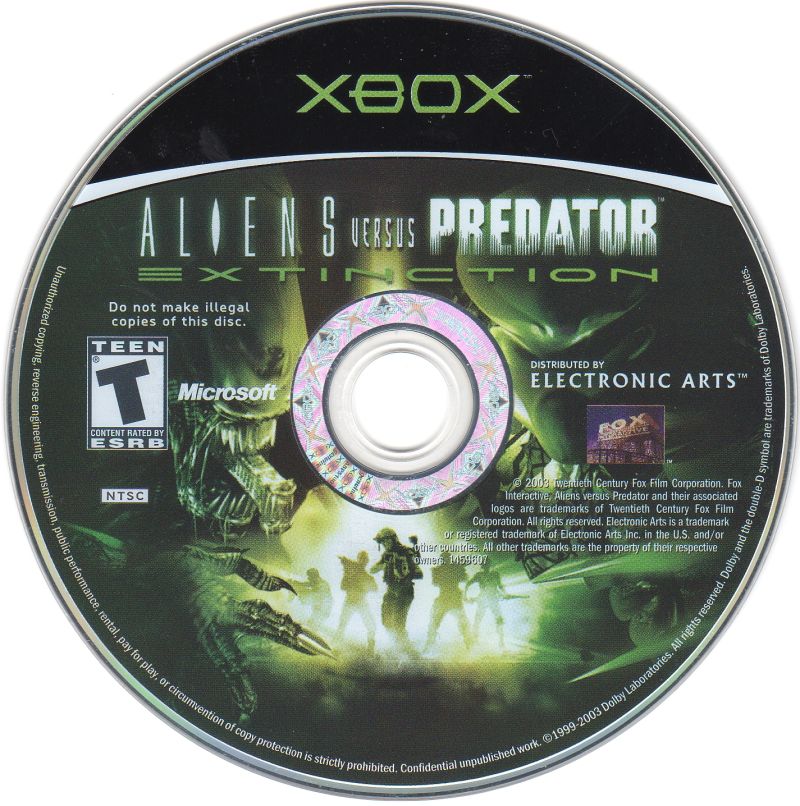 XBOX™
ALIENS VERSUS PREDATOR™
EXTINCTION
Do not make illegal
copies of this disc.
TEEN
T
CONTENT RATED BY
ESRB
Microsoft
NTSC
DISTRIBUTED BY
ELECTRONIC ARTS™
FOX
INTERACTIVE
™
© 2003 Twentieth Century Fox Film Corporation. Fox
Interactive, Aliens versus Predator and their associated
logos are trademarks of Twentieth Century Fox Film
Corporation. All rights reserved. Electronic Arts is a trademark
or registered trademark of Electronic Arts Inc. in the U.S. and/or
other countries. All other trademarks are the property of their respective
owners. 1459807
Unauthorized copying, reverse engineering, transmission, public performance, rental, pay for play, or circumvention of copy protection is strictly prohibited. Confidential unpublished work. ©1999-2003 Dolby Laboratories. All rights reserved. Dolby and the double-D symbol are trademarks of Dolby Laboratories.